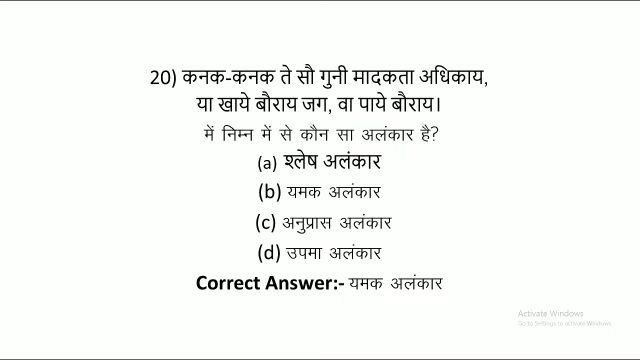 20) कनक-कनक ते सौ गुनी मादकता अधिकाय,
या खाये बौराय जग, वा पाये बौराय।
में निम्न में से कौन सा अलंकार है?
(a) श्लेष अलंकार
(b) यमक अलंकार
(c) अनुप्रास अलंकार
(d) उपमा अलंकार
Correct Answer:- यमक अलंकार
Activate Windows
Go to Settings to activate Windows.